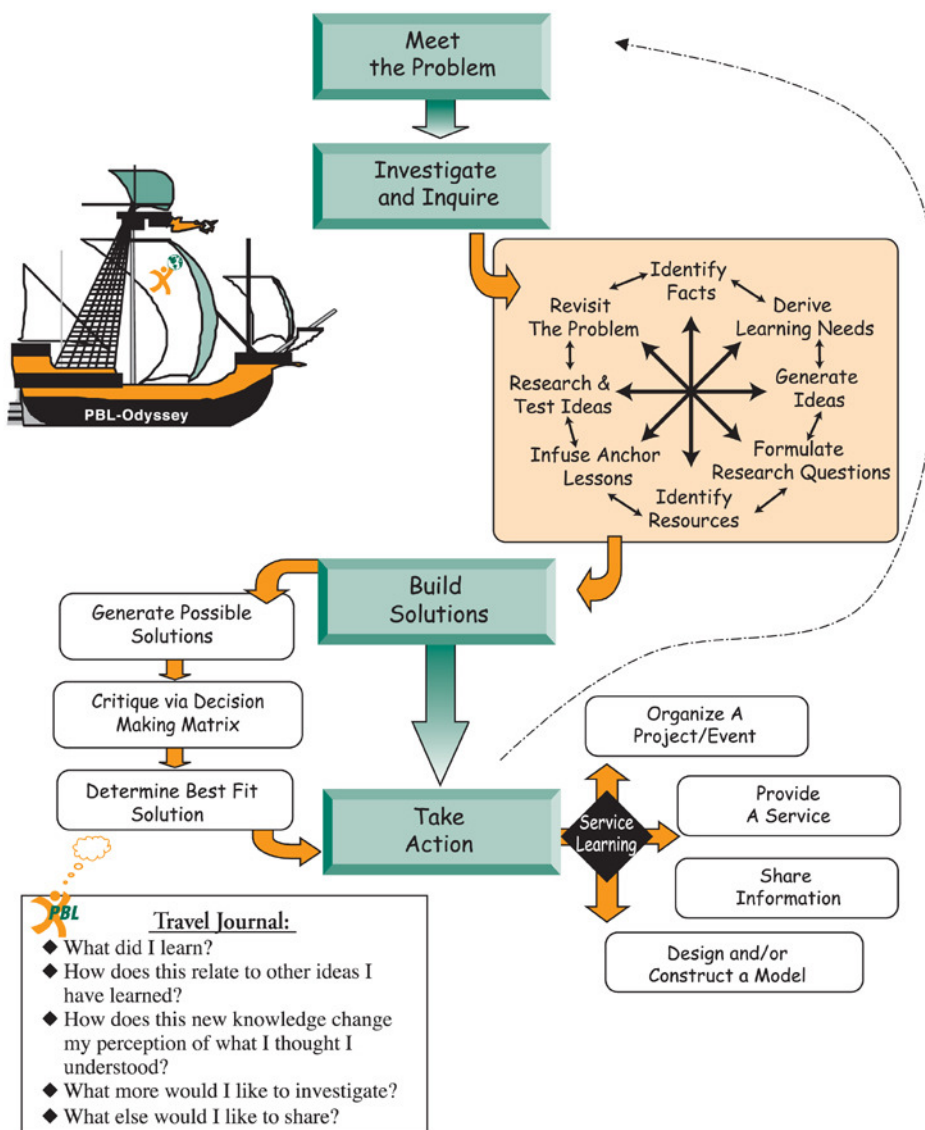 Meet
the Problem
Investigate
and Inquire
PBL-Odyssey
Identify
Facts
Derive
Learning Needs
Generate
Ideas
Formulate
Research Questions
Identify
Resources
Infuse Anchor
Lessons
Research &
Test Ideas
Revisit
The Problem
Build
Solutions
Generate Possible
Solutions
Critique via Decision
Making Matrix
Determine Best Fit
Solution
Take
Action
Service
Learning
Organize A
Project/Event
Provide
A Service
Share
Information
Design and/or
Construct a Model
PBL
Travel Journal:
◆ What did I learn?
◆ How does this relate to other ideas I
have learned?
◆ How does this new knowledge change
my perception of what I thought I
understood?
◆ What more would I like to investigate?
◆ What else would I like to share?